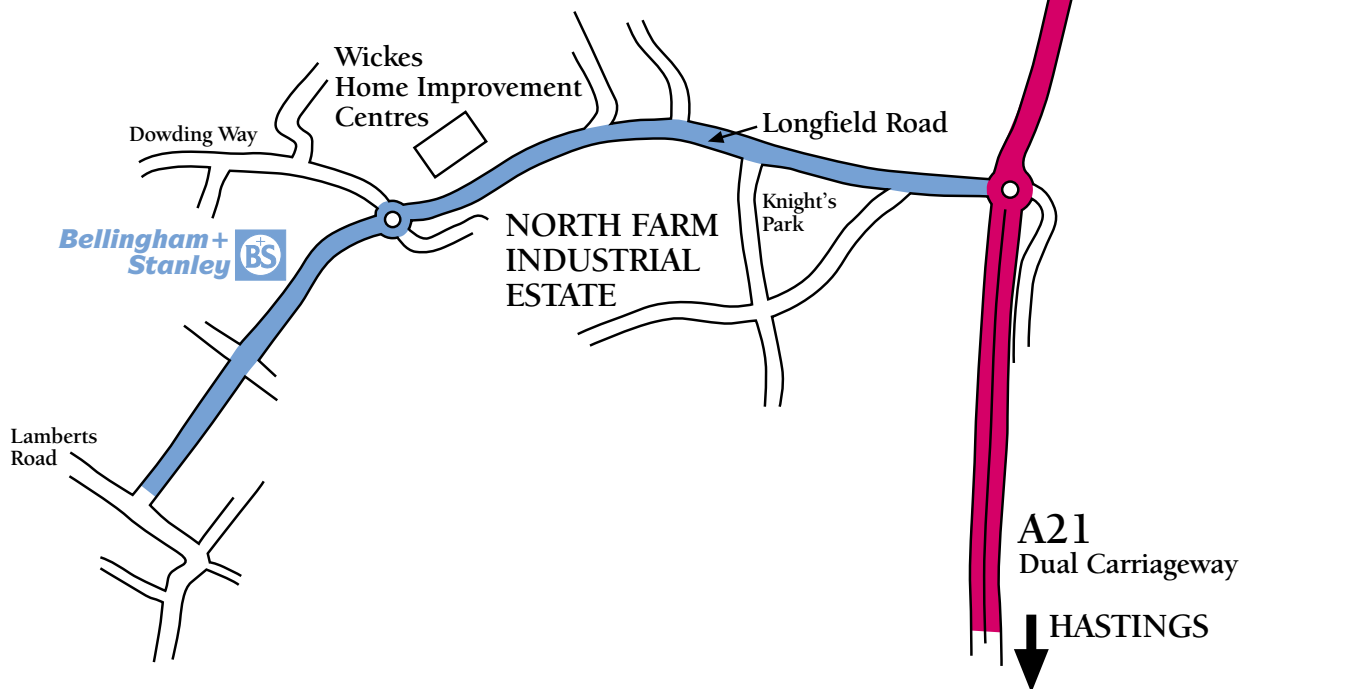 Wickes
Home Improvement
Centres
Dowding Way
Longfield Road
Knight's
Park
Bellingham+
Stanley
BS
NORTH FARM
INDUSTRIAL
ESTATE
Lamberts
Road
A21
Dual Carriageway
HASTINGS